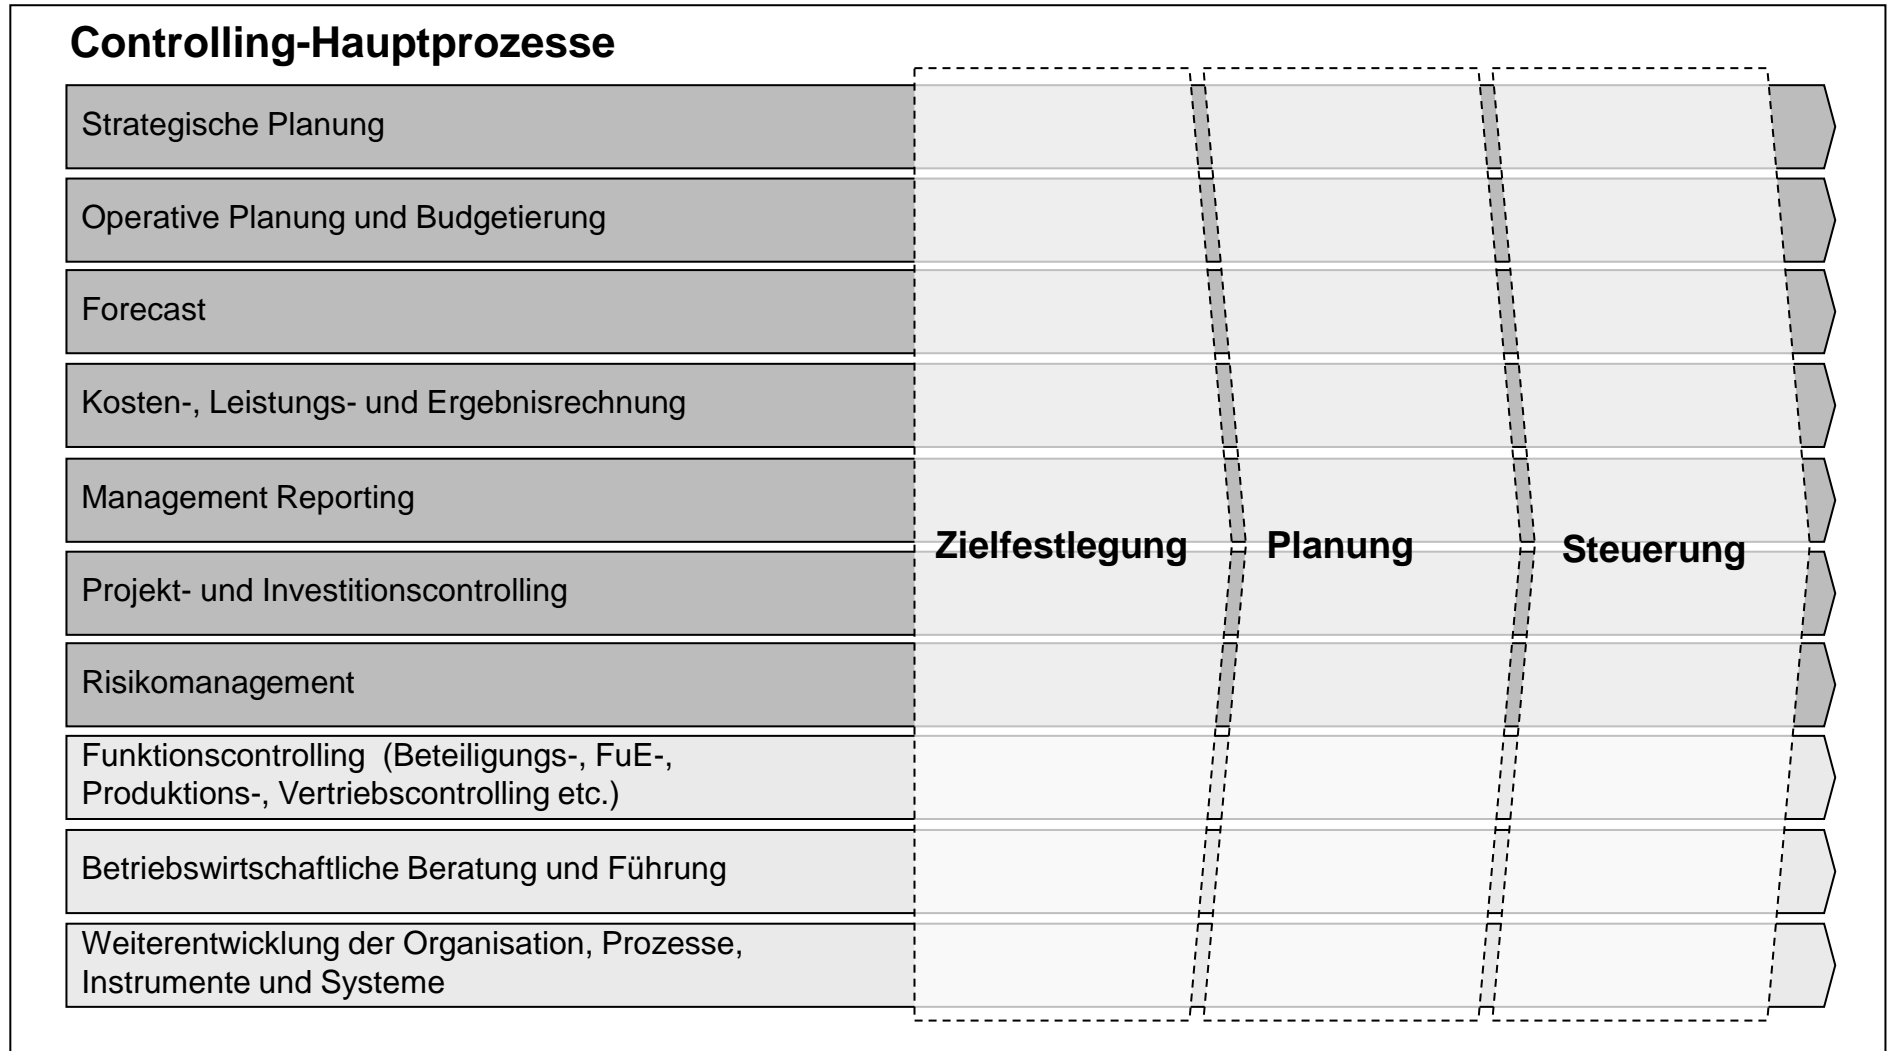 Controlling-Hauptprozesse
Strategische Planung
Operative Planung und Budgetierung
Forecast
Kosten-, Leistungs- und Ergebnisrechnung
Management Reporting
Zielfestlegung
Planung
Steuerung
Projekt- und Investitionscontrolling
Risikomanagement
Funktionscontrolling (Beteiligungs-, FuE-,
Produktions-, Vertriebscontrolling etc.)
Betriebswirtschaftliche Beratung und Führung
Weiterentwicklung der Organisation, Prozesse,
Instrumente und Systeme